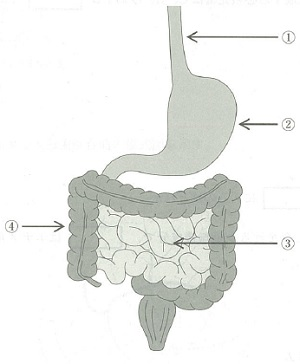 ①
②
③
④